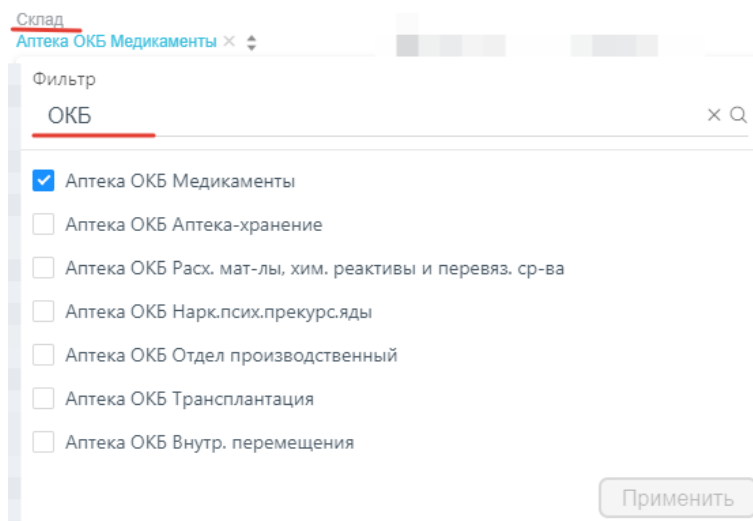 Склад
Аптека ОКБ Медикаменты
Фильтр
ОКБ
Аптека ОКБ Медикаменты
Аптека ОКБ Аптека-хранение
Аптека ОКБ Расх. мат-лы, хим. реактивы и перевяз. ср-ва
Аптека ОКБ Нарк.псих.прекурс.яды
Аптека ОКБ Отдел производственный
Аптека ОКБ Трансплантация
Аптека ОКБ Внутр. перемещения
Применить